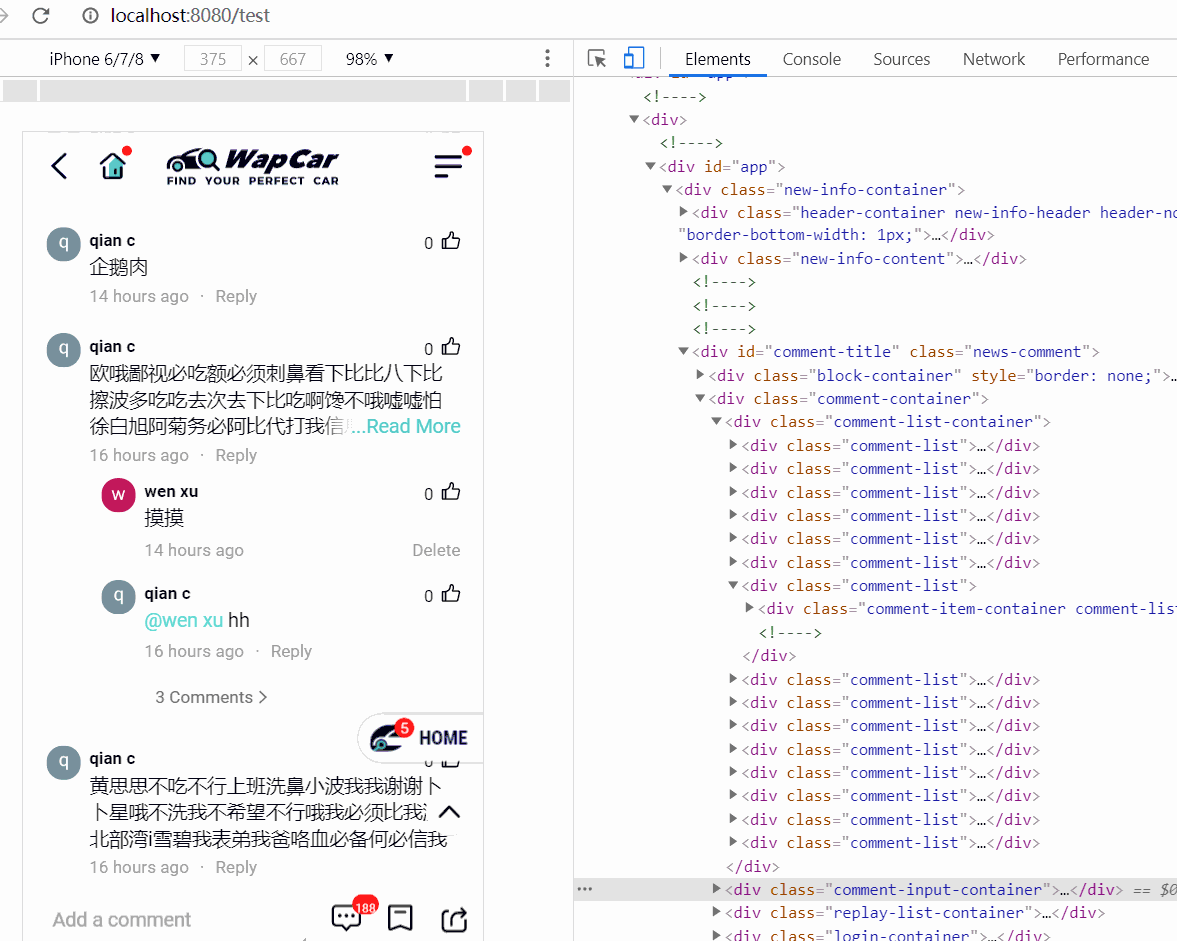 localhost:8080/test
iPhone 6/7/8 ▼ 375 × 667 98% ▼
Elements Console Sources Network Performance
WapCar
FIND YOUR PERFECT CAR
q qian c 0
企鹅肉
14 hours ago · Reply
q qian c 0
欧哦鄙视必吃额必须刺鼻看下比比八下比
擦波多吃吃去次去下比吃啊馋不哦嘘嘘怕
徐白旭阿菊务必阿比代打我信...Read More
16 hours ago · Reply
w wen xu 0
摸摸
14 hours ago Delete
q qian c 0
@wen xu hh
16 hours ago · Reply
3 Comments >
5 HOME
q qian c 0
黄思思不吃不行上班洗鼻小波我我谢谢卜
卜星哦不洗我不希望不行哦我必须比我
北部湾i雪碧我表弟我爸咯血必备何必信我
16 hours ago · Reply
Add a comment 188
<!---->
▼<div>
<!---->
▼<div id="app">
▼<div class="new-info-container">
▶<div class="header-container new-info-header
"border-bottom-width: 1px;">…</div>
▶<div class="new-info-content">…</div>
<!---->
<!---->
<!---->
▼<div id="comment-title" class="news-comment">
▶<div class="block-container" style="border: none;">…
▼<div class="comment-container">
▼<div class="comment-list-container">
▶<div class="comment-list">…</div>
▶<div class="comment-list">…</div>
▶<div class="comment-list">…</div>
▶<div class="comment-list">…</div>
▶<div class="comment-list">…</div>
▶<div class="comment-list">…</div>
▼<div class="comment-list">
▶<div class="comment-item-container
<!---->
</div>
▶<div class="comment-list">…</div>
▶<div class="comment-list">…</div>
▶<div class="comment-list">…</div>
▶<div class="comment-list">…</div>
▶<div class="comment-list">…</div>
▶<div class="comment-list">…</div>
▶<div class="comment-list">…</div>
▶<div class="comment-list">…</div>
</div>
… ▶<div class="comment-input-container">…</div> == $0
▶<div class="replay-list-container">…</div>
▶<div class="login-container">…</div>